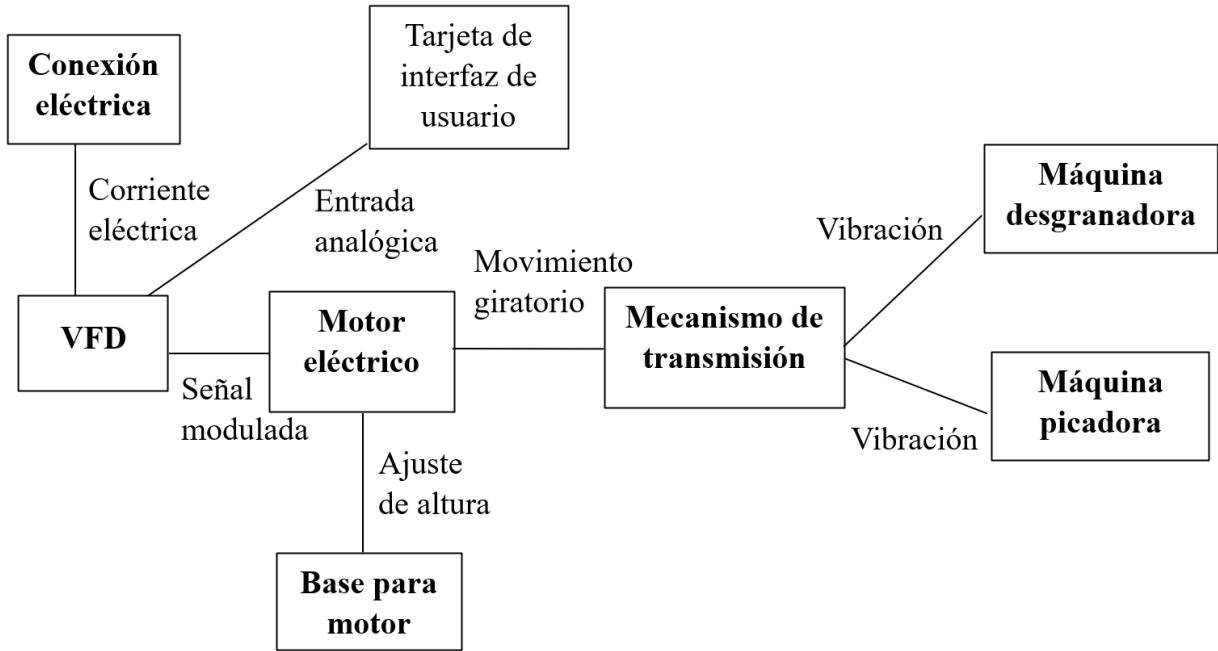 Conexión
eléctrica
Tarjeta de
interfaz de
usuario
Corriente
eléctrica
Entrada
analógica
Máquina
desgranadora
Vibración
Movimiento
giratorio
VFD
Motor
eléctrico
Mecanismo de
transmisión
Señal
modulada
Máquina
picadora
Vibración
Ajuste
de altura
Base para
motor